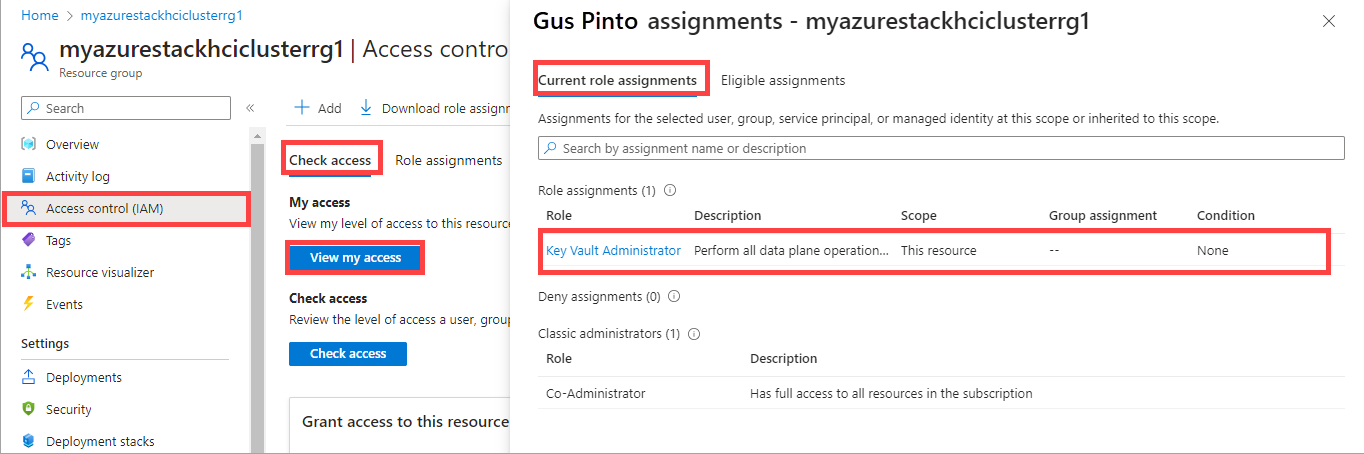 Home > myazurestackhciclusterrg1
myazurestackhciclusterrg1 | Access contro
Resource group
Search
Overview
Activity log
Access control (IAM)
Tags
Resource visualizer
Events
Settings
Deployments
Security
Deployment stacks
Add Download role assignm
Check access Role assignments
My access
View my level of access to this resource
View my access
Check access
Review the level of access a user, group
Check access
Grant access to this resource
Gus Pinto assignments - myazurestackhciclusterrg1
Current role assignments Eligible assignments
Assignments for the selected user, group, service principal, or managed identity at this scope or inherited to this scope.
Search by assignment name or description
Role assignments (1)
Role Description Scope Group assignment Condition
Key Vault Administrator Perform all data plane operation... This resource -- None
Deny assignments (0)
Classic administrators (1)
Role Description
Co-Administrator Has full access to all resources in the subscription